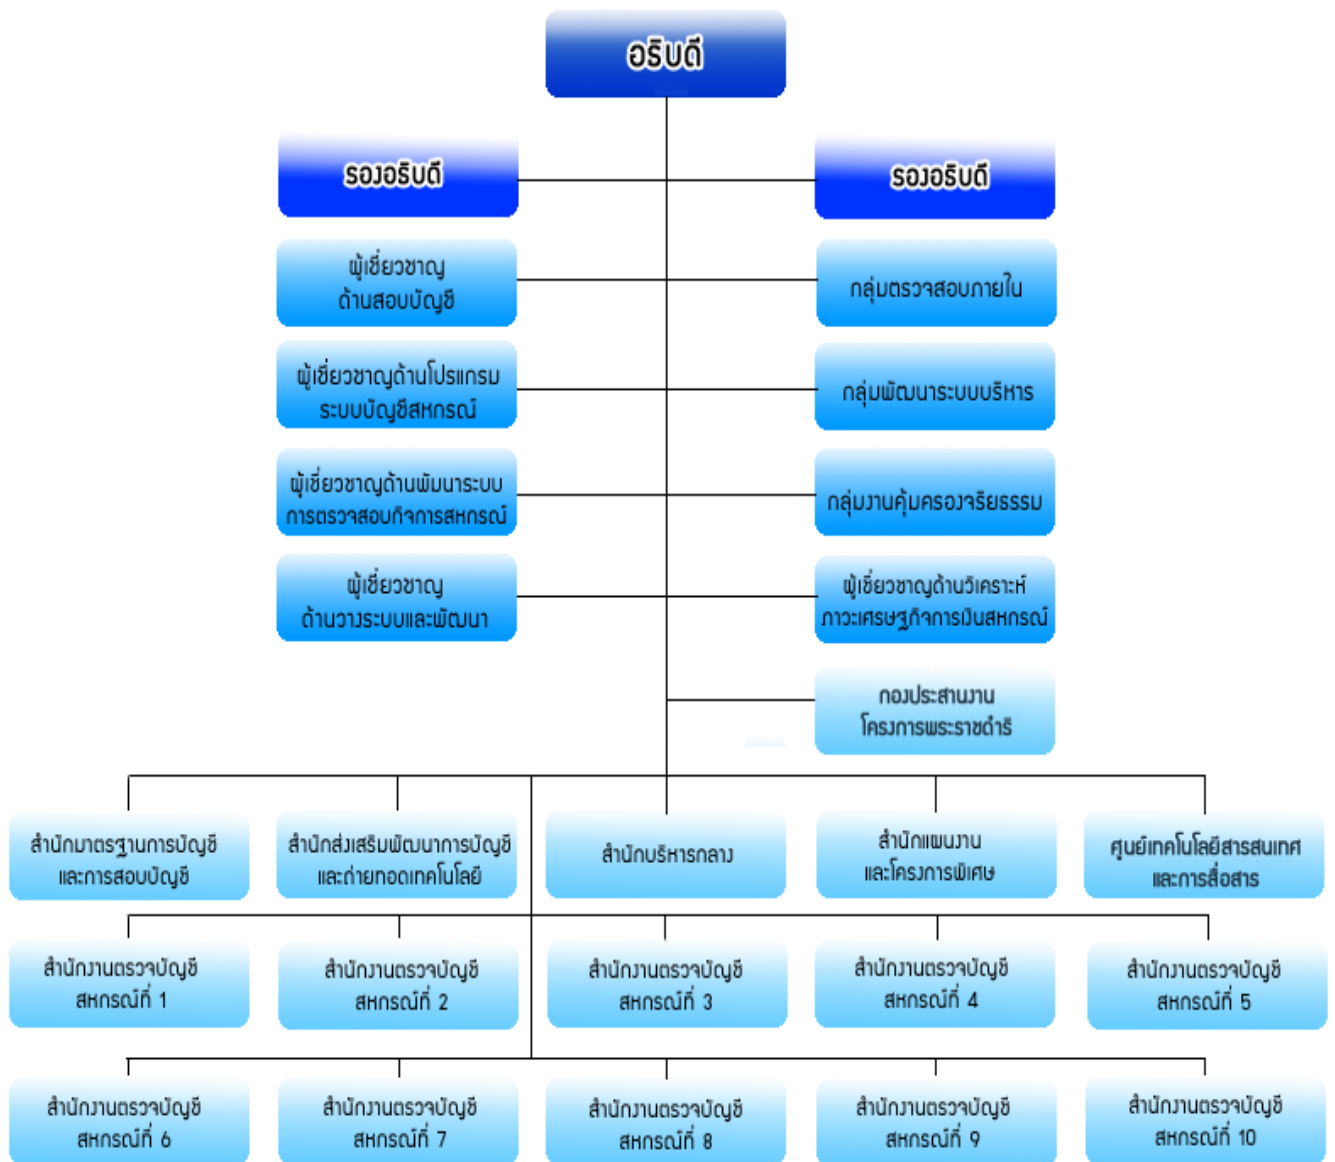 อธิบดี
รองอธิบดี
รองอธิบดี
ผู้เชี่ยวชาญ
ด้านสอบบัญชี
กลุ่มตรวจสอบภายใน
ผู้เชี่ยวชาญด้านโปรแกรม
ระบบบัญชีสหกรณ์
กลุ่มพัฒนาระบบบริหาร
ผู้เชี่ยวชาญด้านพัมนาระบบ
การตรวจสอบกิจการสหกรณ์
กลุ่มงานคุ้มครองจริยธรรม
ผู้เชี่ยวชาญ
ด้านวางระบบและพัฒนา
ผู้เชี่ยวชาญด้านวิเคราะห์
ภาวะเศรษฐกิจการเงินสหกรณ์
กองประสานงาน
โครงการพระราชดำริ
สำนักมาตรฐานการบัญชี
และการสอบบัญชี
สำนักส่งเสริมพัฒนาการบัญชี
และถ่ายทอดเทคโนโลยี
สำนักบริหารกลาง
สำนักแผนงาน
และโครงการพิเศษ
ศูนย์เทคโนโลยีสารสนเทศ
และการสื่อสาร
สำนักงานตรวจบัญชี
สหกรณ์ที่ 1
สำนักงานตรวจบัญชี
สหกรณ์ที่ 2
สำนักงานตรวจบัญชี
สหกรณ์ที่ 3
สำนักงานตรวจบัญชี
สหกรณ์ที่ 4
สำนักงานตรวจบัญชี
สหกรณ์ที่ 5
สำนักงานตรวจบัญชี
สหกรณ์ที่ 6
สำนักงานตรวจบัญชี
สหกรณ์ที่ 7
สำนักงานตรวจบัญชี
สหกรณ์ที่ 8
สำนักงานตรวจบัญชี
สหกรณ์ที่ 9
สำนักงานตรวจบัญชี
สหกรณ์ที่ 10